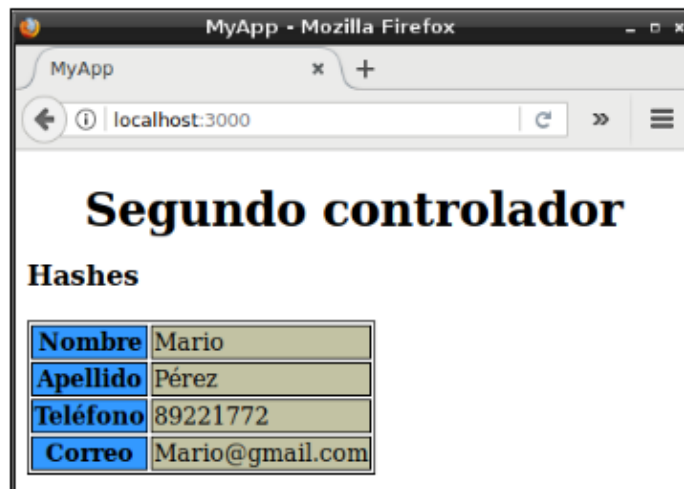 MyApp - Mozilla Firefox
MyApp
localhost:3000
Segundo controlador
Hashes
Nombre Mario
Apellido Pérez
Teléfono 89221772
Correo Mario@gmail.com